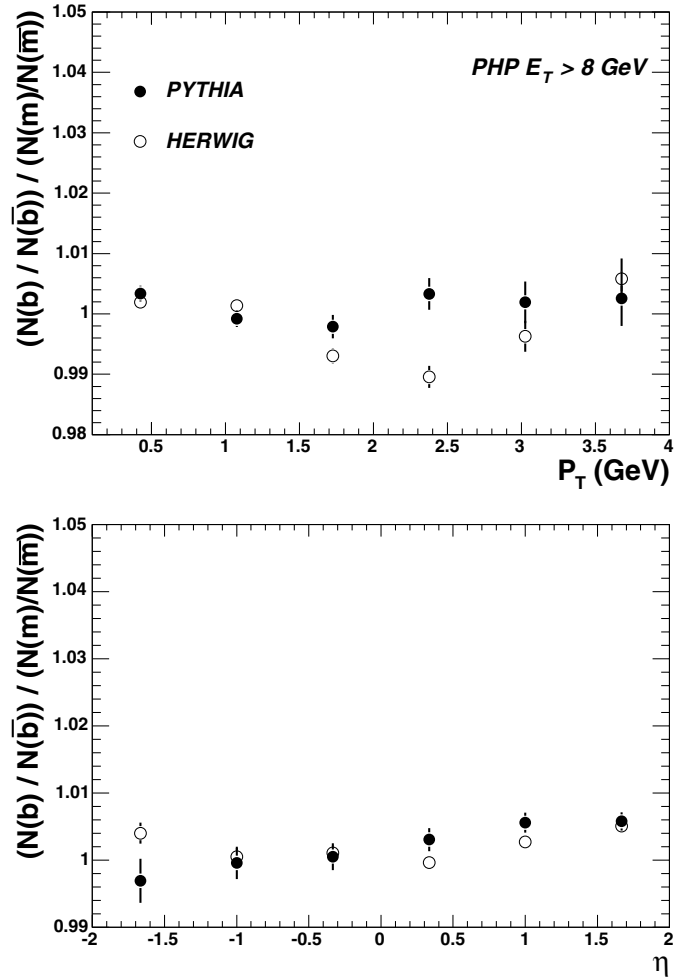 (N(b) / N(b̅)) / (N(m)/N(m̅))
1.05
1.04
1.03
1.02
1.01
1
0.99
0.98
PHP E_T > 8 GeV
PYTHIA
HERWIG
0.5 1 1.5 2 2.5 3 3.5 4
P_T (GeV)
(N(b) / N(b̅)) / (N(m)/N(m̅))
1.05
1.04
1.03
1.02
1.01
1
0.99
-2 -1.5 -1 -0.5 0 0.5 1 1.5 2
η